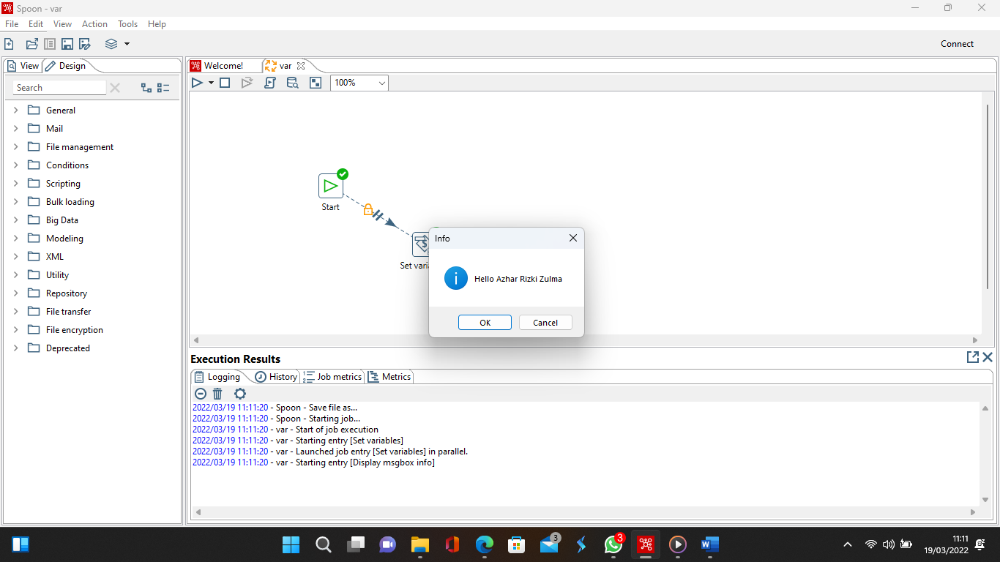 Spoon - var
File Edit View Action Tools Help
Connect
View Design
Welcome! var
Search
100%
General
Mail
File management
Conditions
Scripting
Bulk loading
Big Data
Modeling
XML
Utility
Repository
File transfer
File encryption
Deprecated
Start
Set varia
Info
Hello Azhar Rizki Zulma
OK Cancel
Execution Results
Logging History Job metrics Metrics
2022/03/19 11:11:20 - Spoon - Save file as...
2022/03/19 11:11:20 - Spoon - Starting job...
2022/03/19 11:11:20 - var - Start of job execution
2022/03/19 11:11:20 - var - Starting entry [Set variables]
2022/03/19 11:11:20 - var - Launched job entry [Set variables] in parallel.
2022/03/19 11:11:20 - var - Starting entry [Display msgbox info]
3
3
11:11
19/03/2022